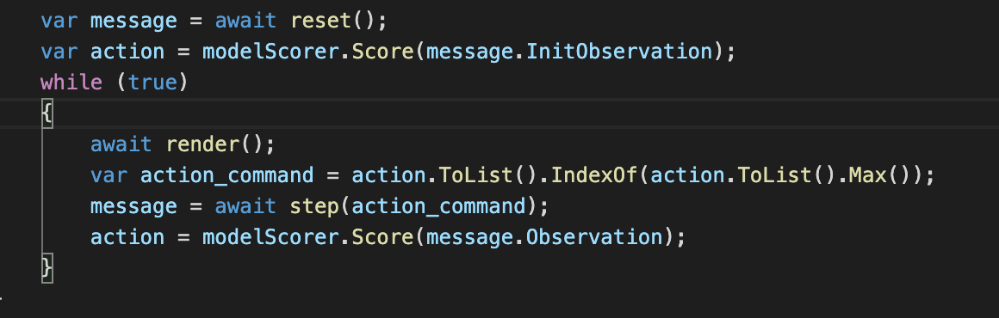 var message = await reset();
var action = modelScorer.Score(message.InitObservation);
while (true)
{
    await render();
    var action_command = action.ToList().IndexOf(action.ToList().Max());
    message = await step(action_command);
    action = modelScorer.Score(message.Observation);
}